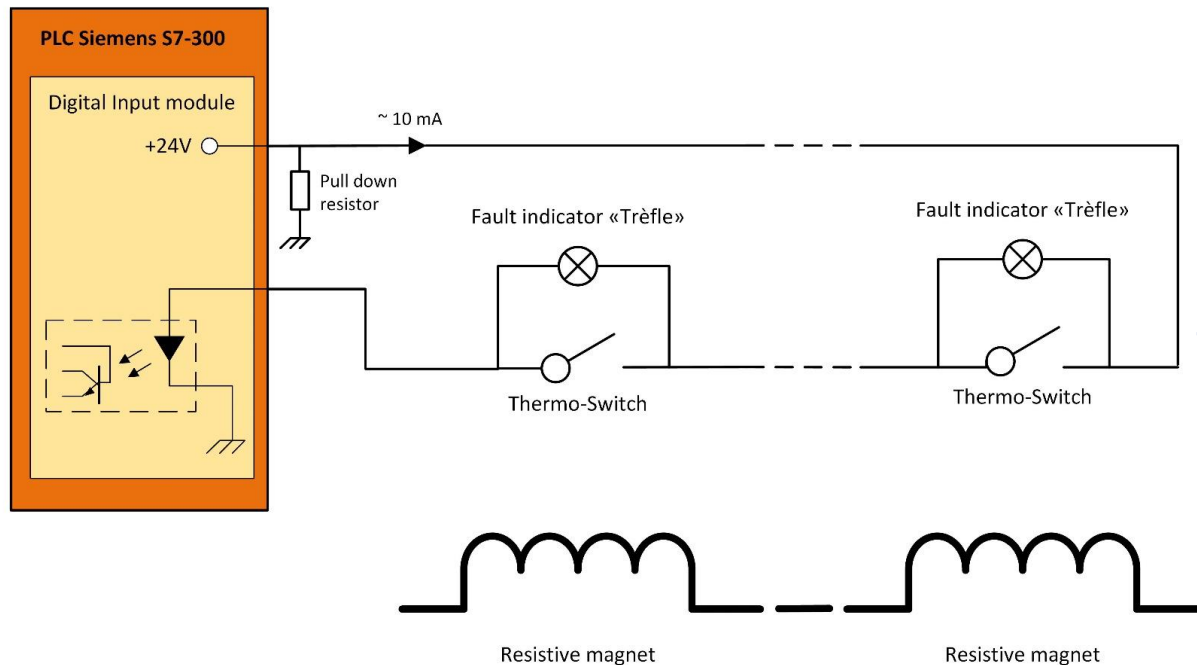 PLC Siemens S7-300
Digital Input module
+24V
~ 10 mA
Pull down
resistor
Fault indicator «Trèfle»
Fault indicator «Trèfle»
Thermo-Switch
Thermo-Switch
Resistive magnet
Resistive magnet